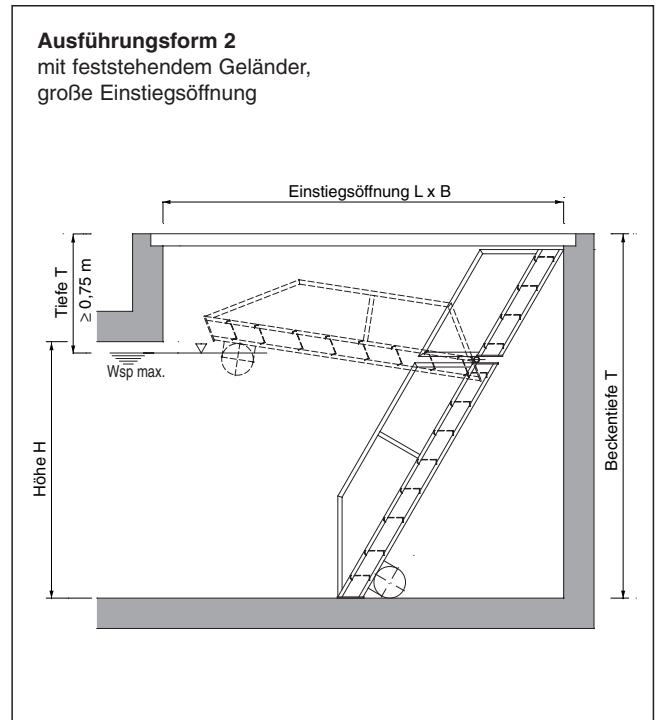 Ausführungsform 2
mit feststehendem Geländer,
große Einstiegsöffnung
Einstiegsöffnung L x B
Tiefe T
≥ 0,75 m
Wsp max.
Höhe H
Beckentiefe T